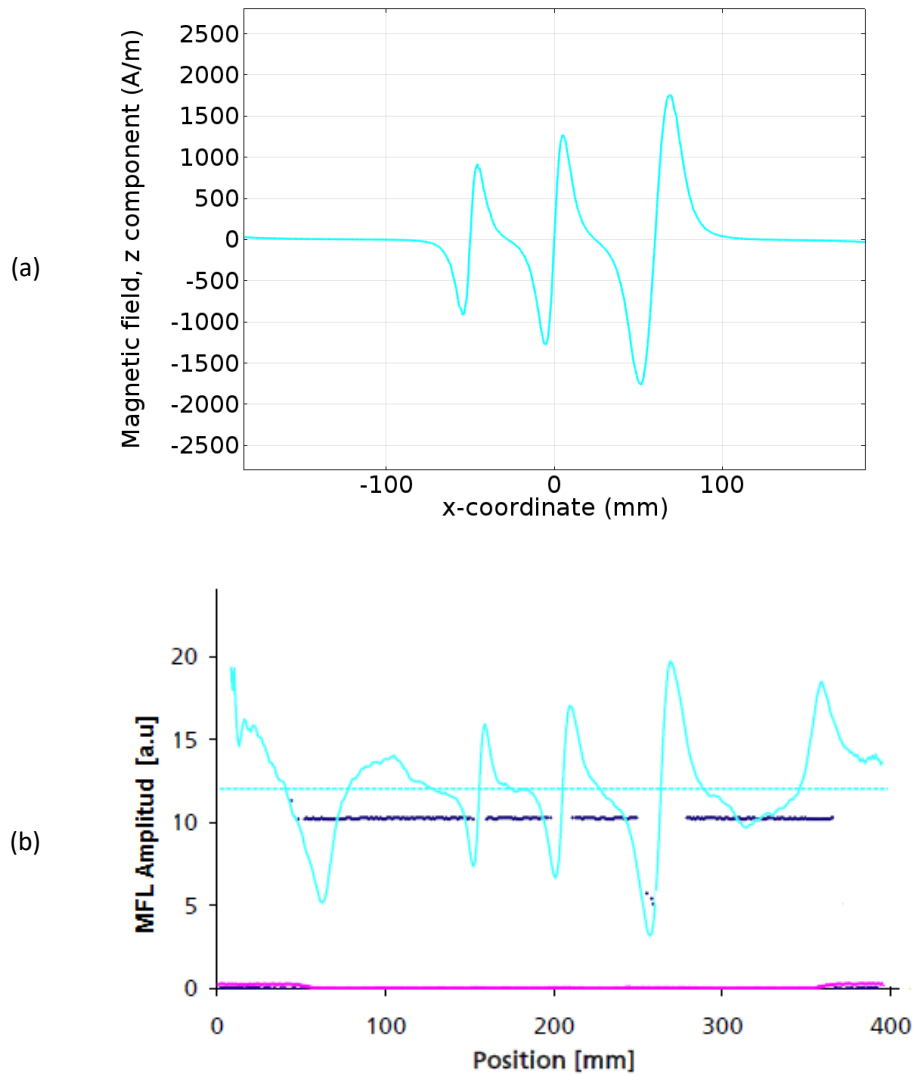 (a)
Magnetic field, z component (A/m)
2500
2000
1500
1000
500
0
-500
-1000
-1500
-2000
-2500
-100 0 100
x-coordinate (mm)
(b)
MFL Amplitud [a.u]
20
15
10
5
0
0 100 200 300 400
Position [mm]